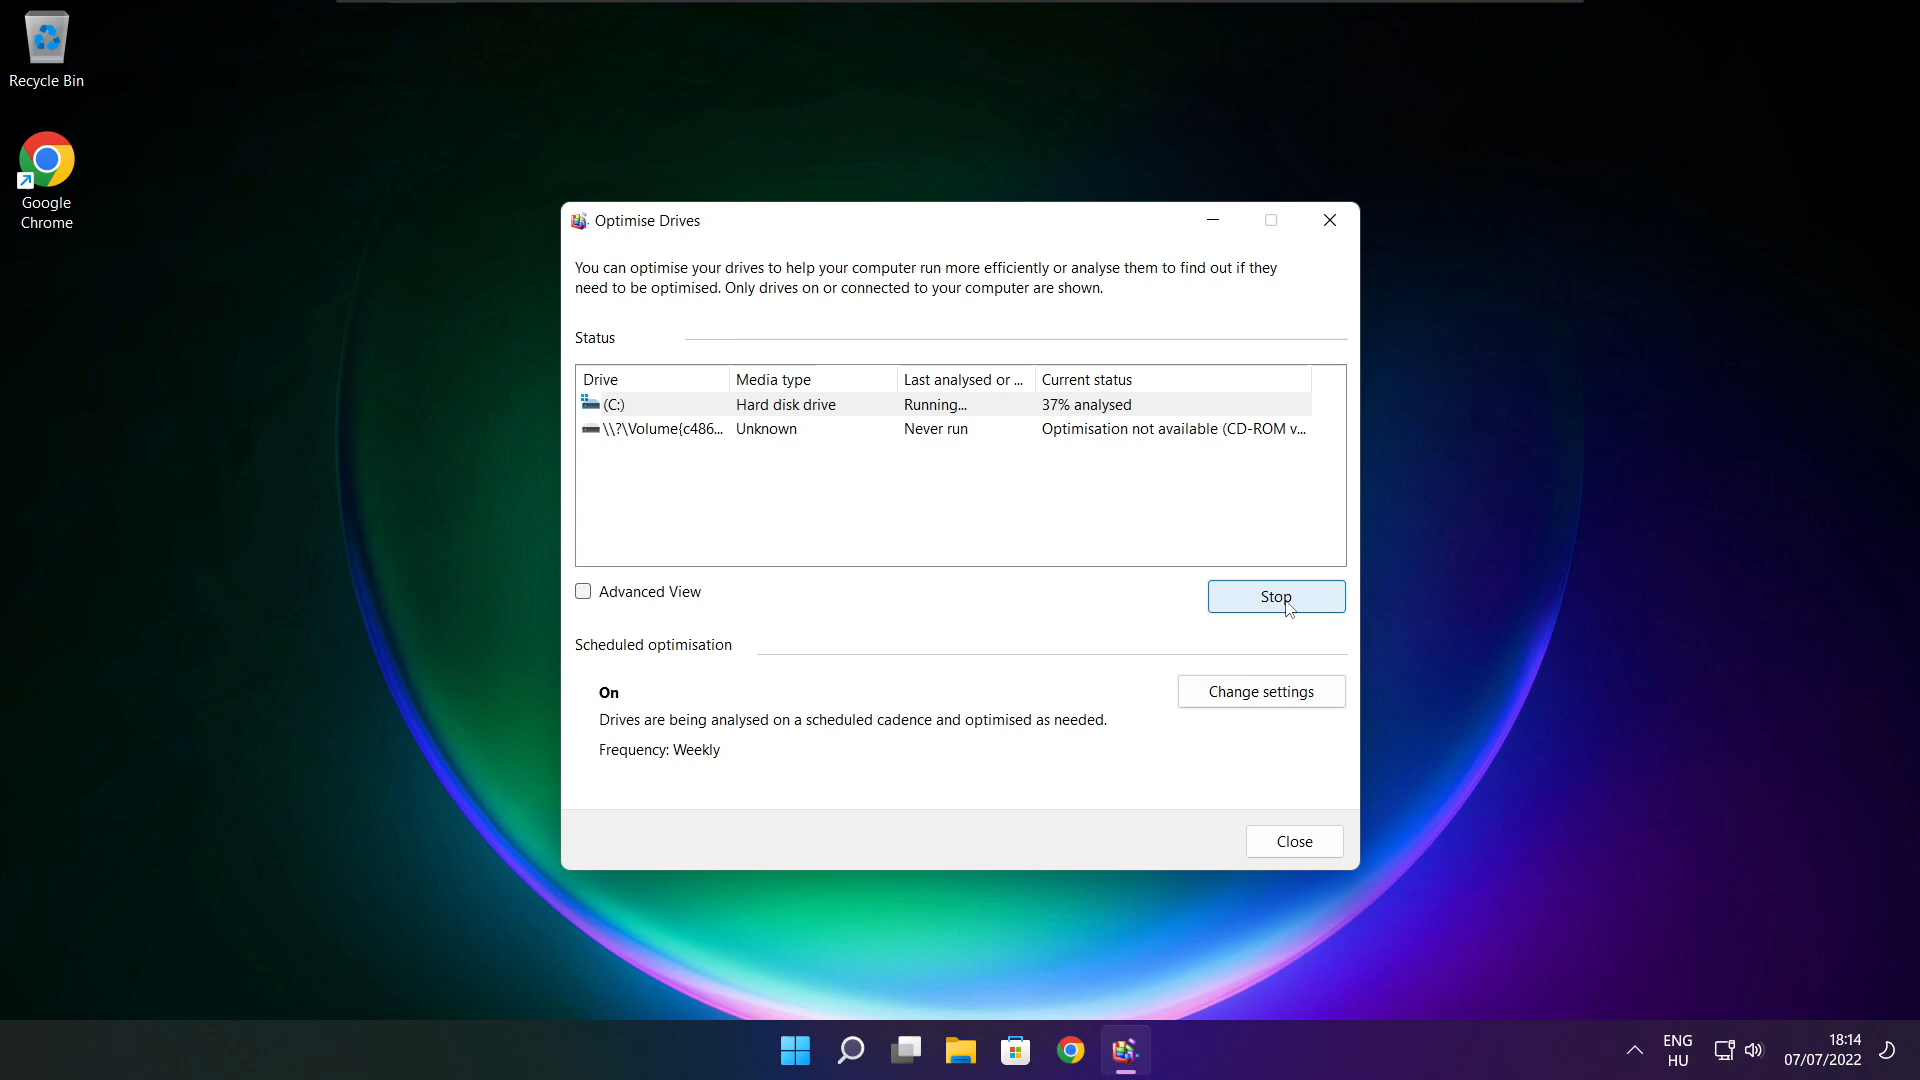 Recycle Bin
Google
Chrome
Optimise Drives
You can optimise your drives to help your computer run more efficiently or analyse them to find out if they
need to be optimised. Only drives on or connected to your computer are shown.
Status
Drive Media type Last analysed or ... Current status
(C:) Hard disk drive Running... 37% analysed
\\?\Volume{c486... Unknown Never run Optimisation not available (CD-ROM v...
Advanced View
Stop
Scheduled optimisation
On
Change settings
Drives are being analysed on a scheduled cadence and optimised as needed.
Frequency: Weekly
Close
ENG
HU
18:14
07/07/2022